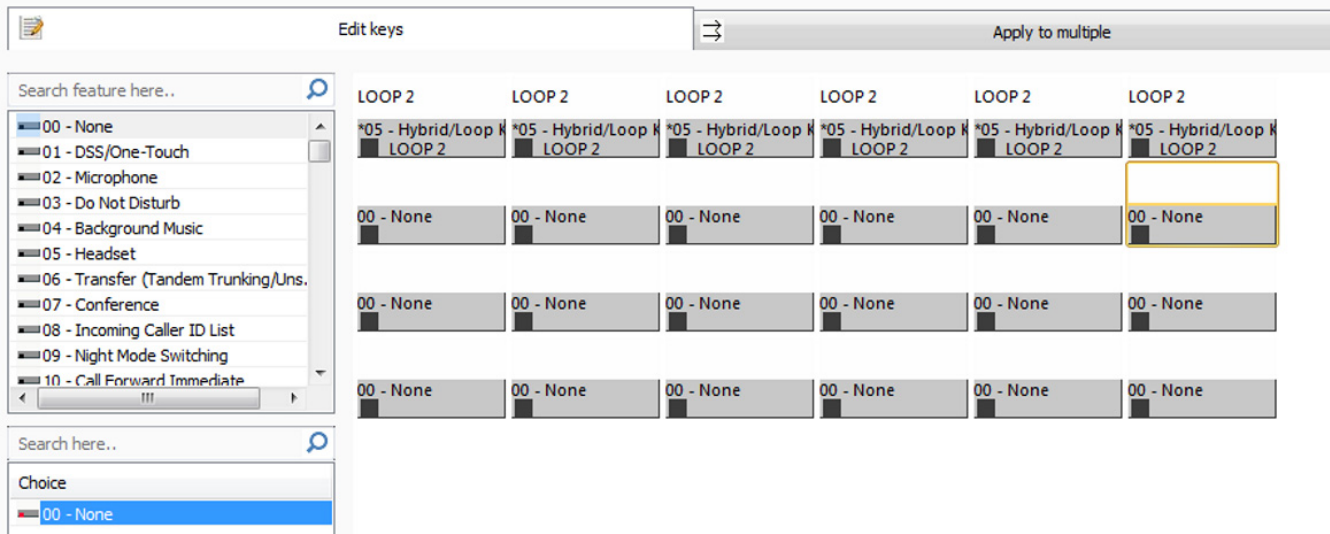 Edit keys
Apply to multiple
Search feature here..
00 - None
01 - DSS/One-Touch
02 - Microphone
03 - Do Not Disturb
04 - Background Music
05 - Headset
06 - Transfer (Tandem Trunking/Uns.
07 - Conference
08 - Incoming Caller ID List
09 - Night Mode Switching
10 - Call Forward Immediate
Search here..
Choice
00 - None
LOOP 2 LOOP 2 LOOP 2 LOOP 2 LOOP 2 LOOP 2
*05 - Hybrid/Loop K *05 - Hybrid/Loop K *05 - Hybrid/Loop K *05 - Hybrid/Loop K *05 - Hybrid/Loop K *05 - Hybrid/Loop K
LOOP 2 LOOP 2 LOOP 2 LOOP 2 LOOP 2 LOOP 2
00 - None 00 - None 00 - None 00 - None 00 - None 00 - None
00 - None 00 - None 00 - None 00 - None 00 - None 00 - None
00 - None 00 - None 00 - None 00 - None 00 - None 00 - None